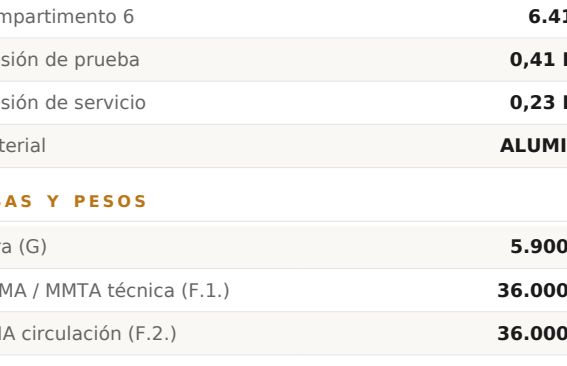 mpartimento 6 6.41
sión de prueba 0,41
sión de servicio 0,23
terial ALUMI
SAS Y PESOS
a (G) 5.900
MA / MMTA técnica (F.1.) 36.000
A circulación (F.2.) 36.000